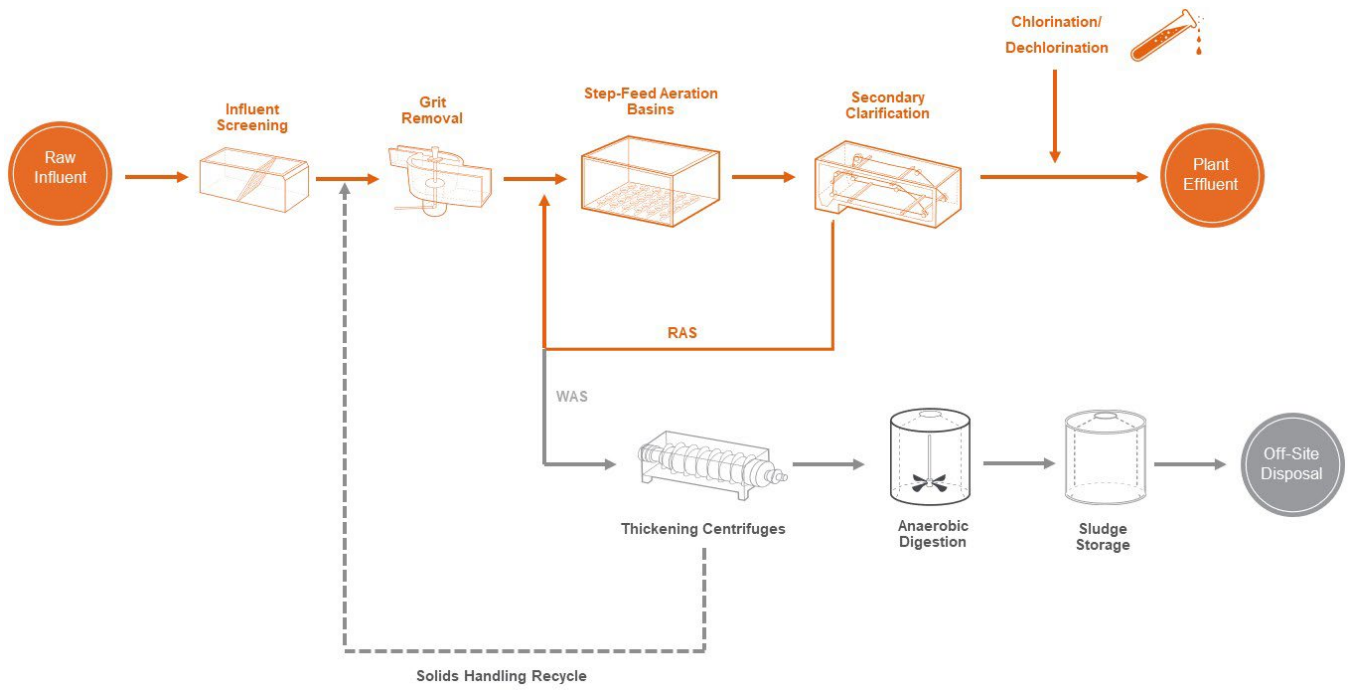 Chlorination/
Dechlorination
Step-Feed Aeration
Basins
Grit
Removal
Secondary
Clarification
Influent
Screening
Raw
Influent
Plant
Effluent
RAS
WAS
Off-Site
Disposal
Thickening Centrifuges
Anaerobic
Digestion
Sludge
Storage
Solids Handling Recycle